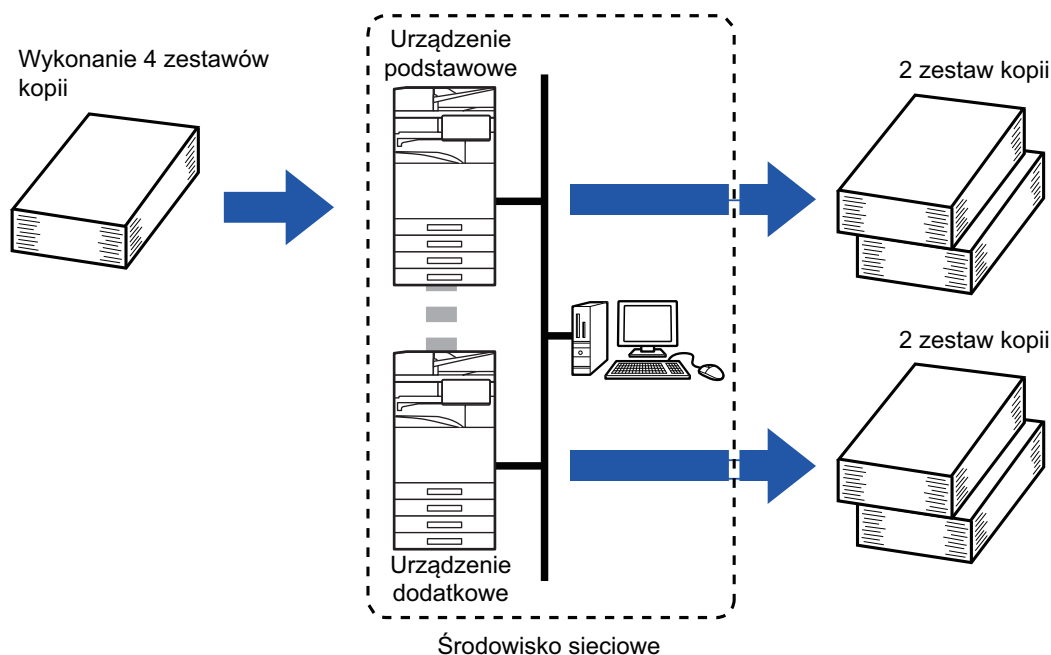 Wykonanie 4 zestawów
kopii
Urządzenie
podstawowe
2 zestaw kopii
2 zestaw kopii
Urządzenie
dodatkowe
Środowisko sieciowe